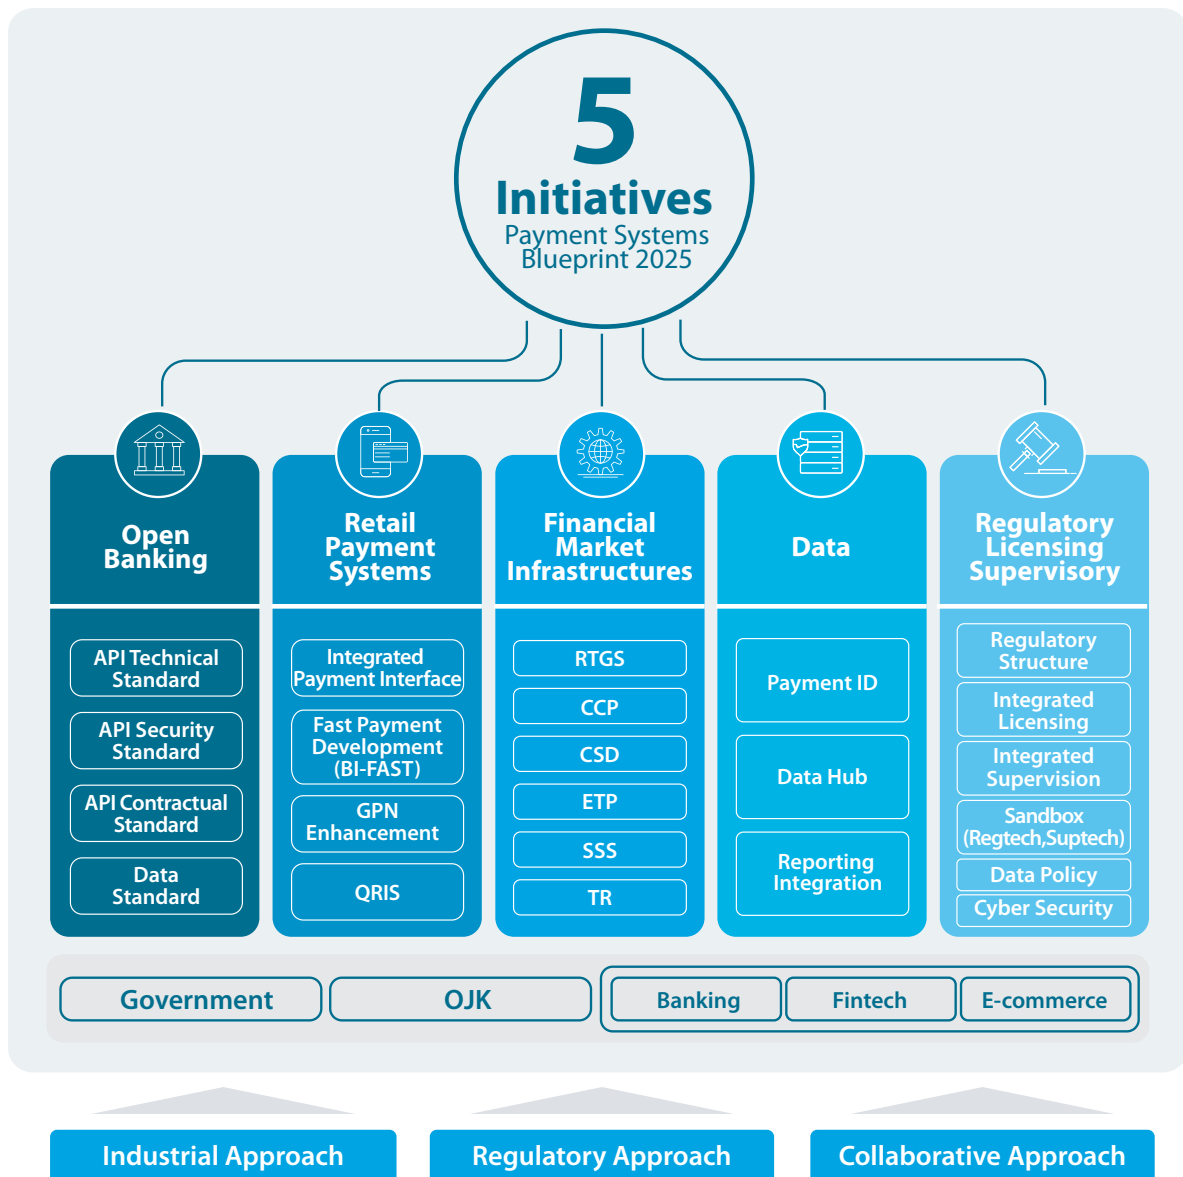 5
Initiatives
Payment Systems
Blueprint 2025
Open
Banking
API Technical
Standard
API Security
Standard
API Contractual
Standard
Data
Standard
Retail
Payment
Systems
Integrated
Payment Interface
Fast Payment
Development
(BI-FAST)
GPN
Enhancement
QRIS
Financial
Market
Infrastructures
RTGS
CCP
CSD
ETP
SSS
TR
Data
Payment ID
Data Hub
Reporting
Integration
Regulatory
Licensing
Supervisory
Regulatory
Structure
Integrated
Licensing
Integrated
Supervision
Sandbox
(Regtech,Suptech)
Data Policy
Cyber Security
Government
OJK
Banking
Fintech
E-commerce
Industrial Approach
Regulatory Approach
Collaborative Approach